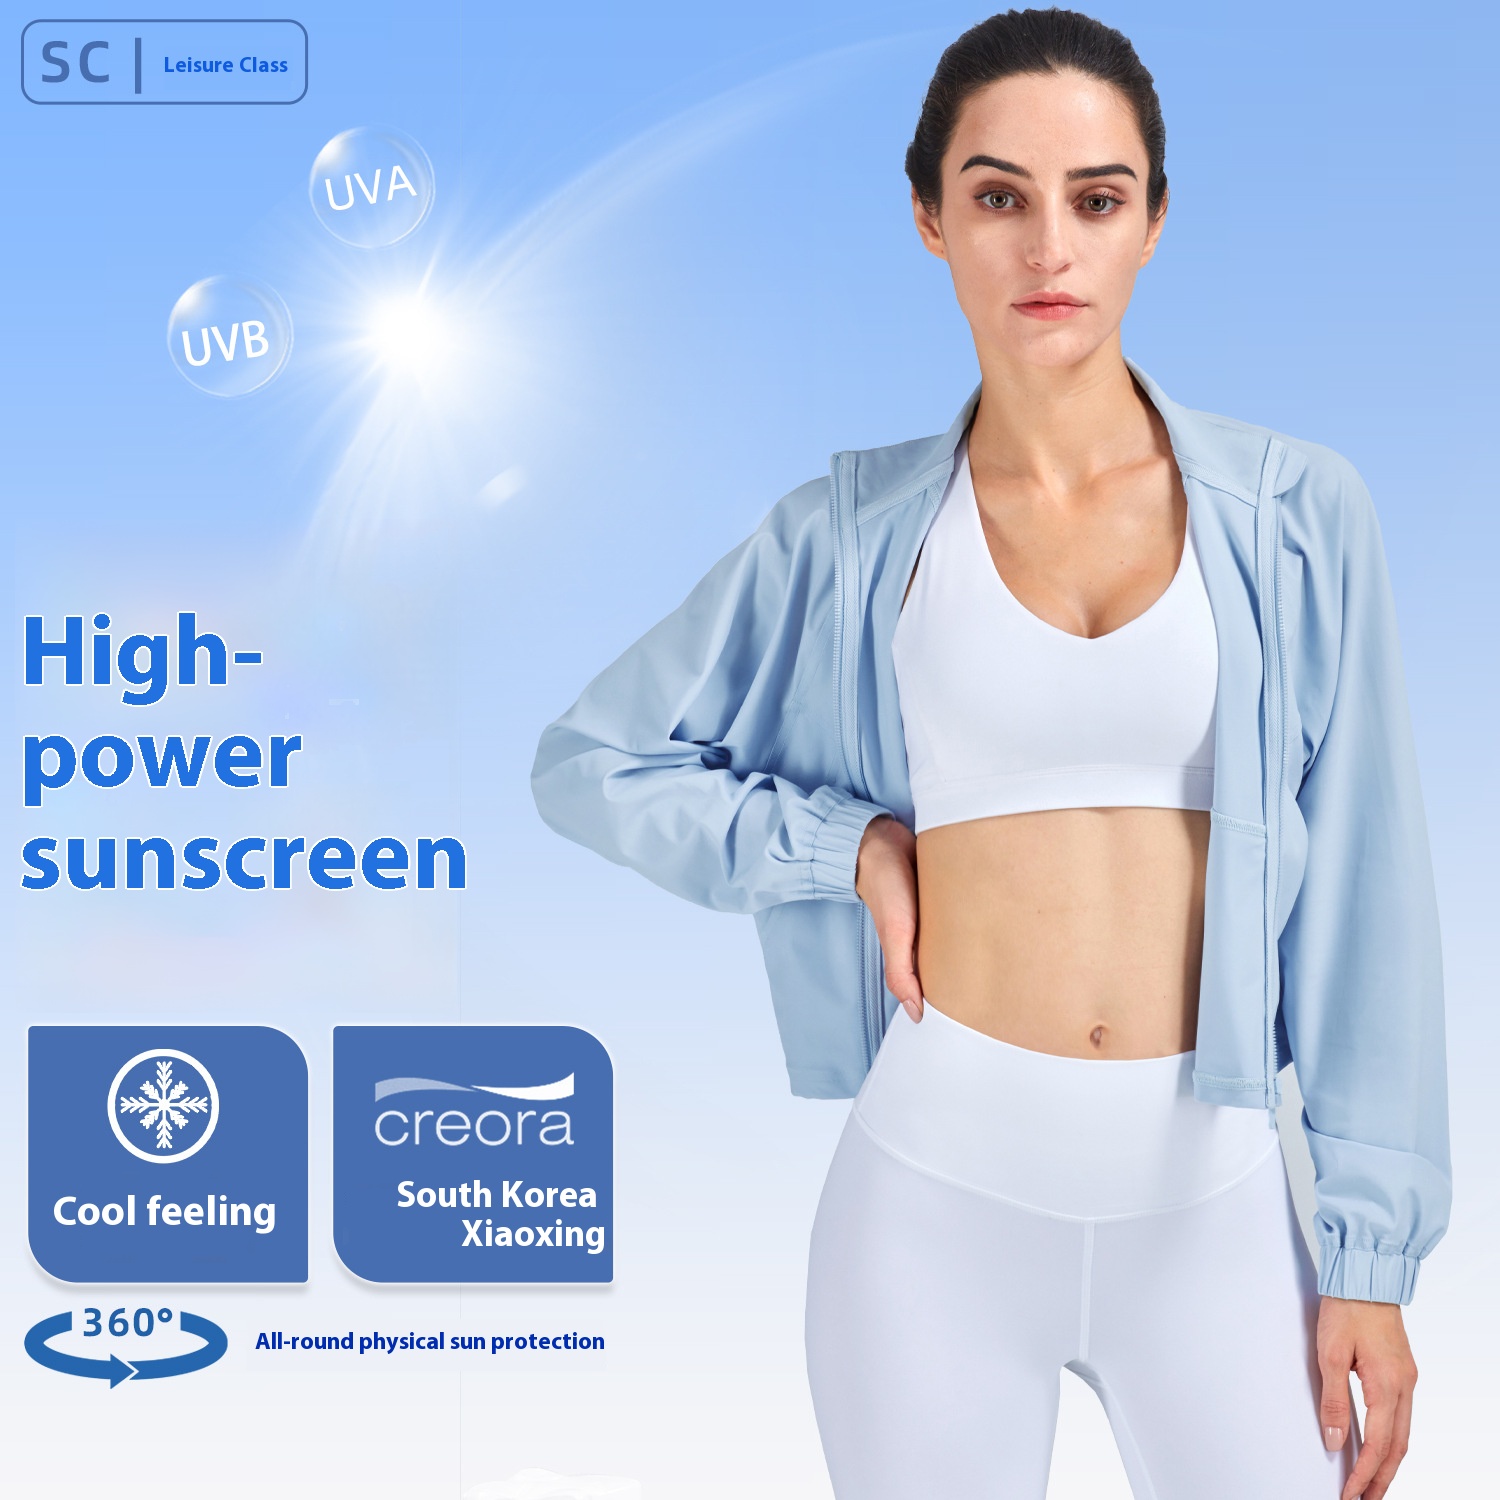 SC | Leisure Class
UVA
UVB
High-
power
sunscreen
Cool feeling
creora
South Korea
Xiaoxing
360°
All-round physical sun protection